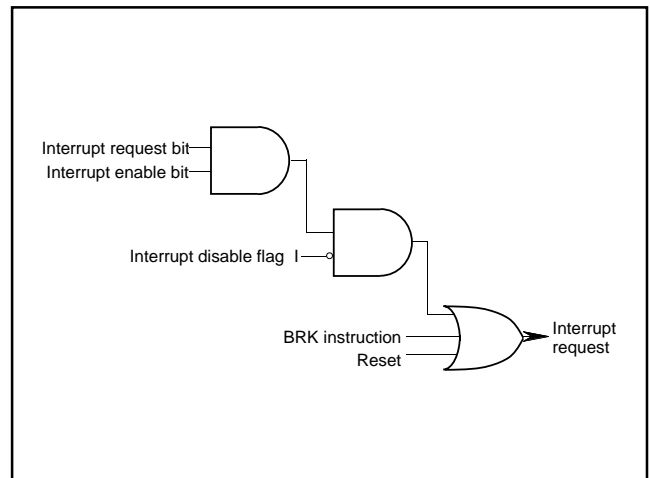 Interrupt request bit
Interrupt enable bit
Interrupt disable flag I
BRK instruction
Reset
Interrupt
request